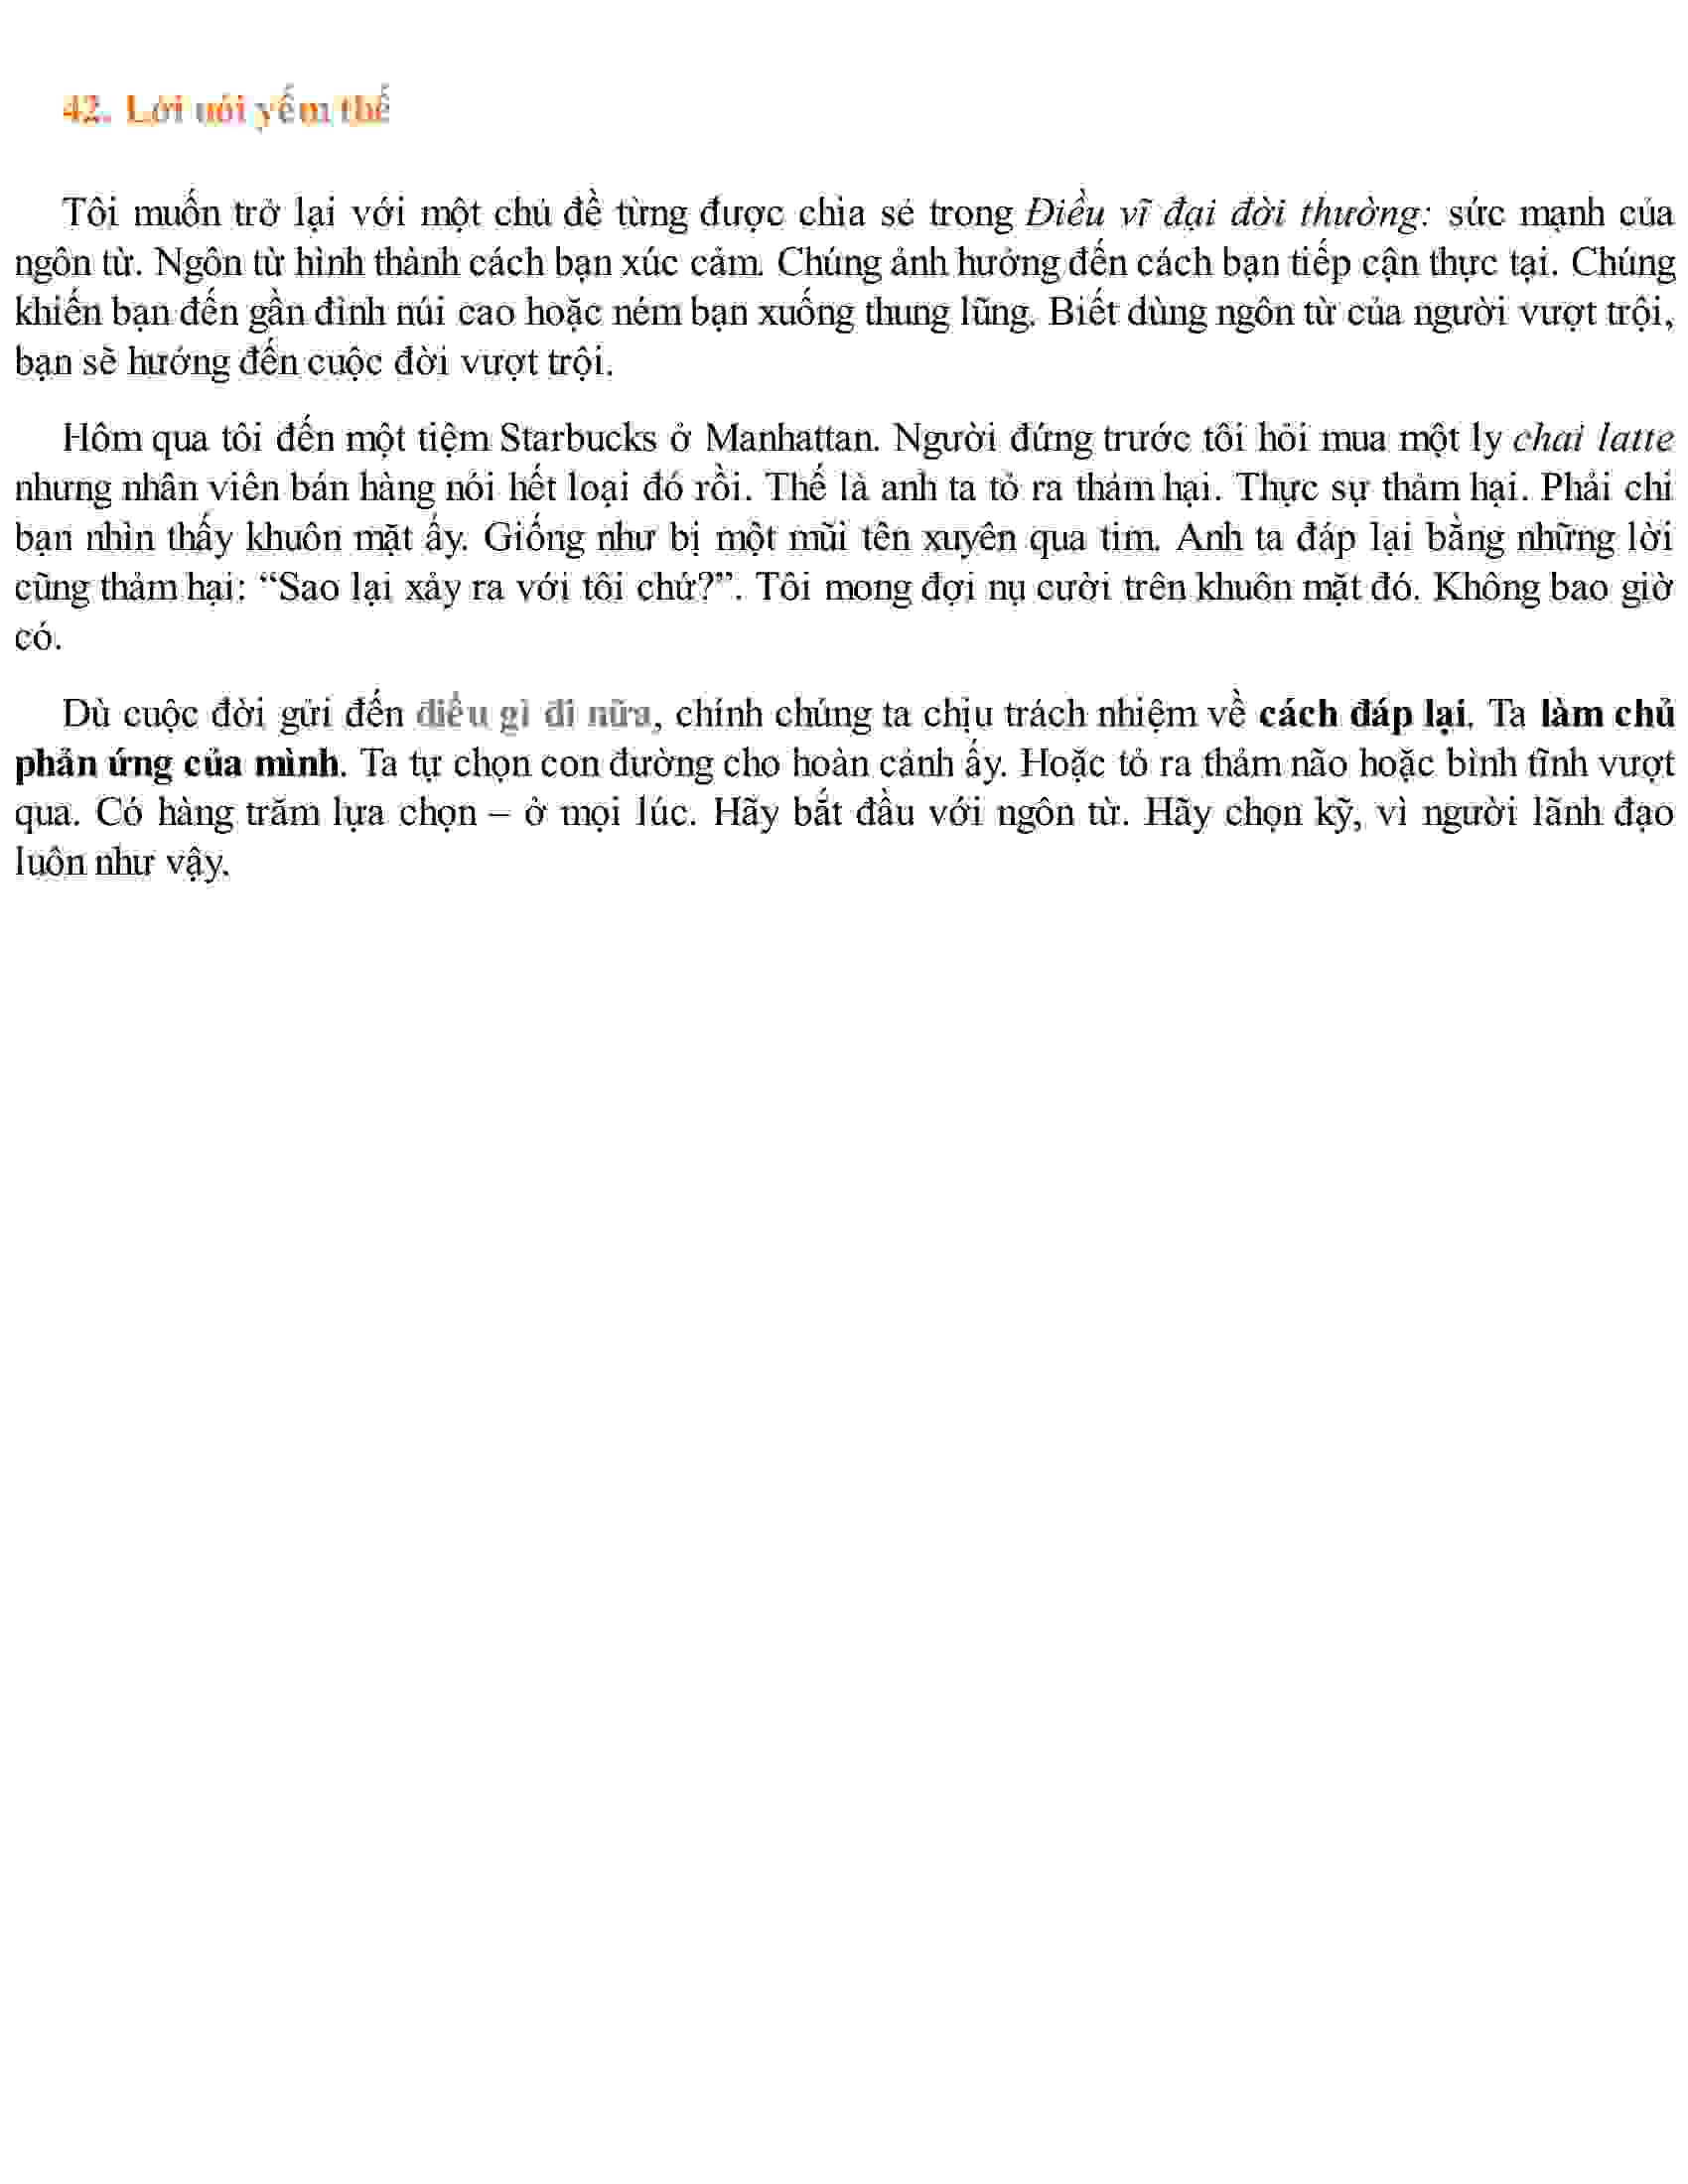 42. Lời nói yếm thế
Tôi muốn trở lại với một chủ đề từng được chia sẻ trong Điều vĩ đại đời thường: sức mạnh của
ngôn từ. Ngôn từ hình thành cách bạn xúc cảm. Chúng ảnh hưởng đến cách bạn tiếp cận thực tại. Chúng
khiến bạn đến gần đỉnh núi cao hoặc ném bạn xuống thung lũng. Biết dùng ngôn từ của người vượt trội,
bạn sẽ hướng đến cuộc đời vượt trội.
Hôm qua tôi đến một tiệm Starbucks ở Manhattan. Người đứng trước tôi hỏi mua một ly chai latte
nhưng nhân viên bán hàng nói hết loại đó rồi. Thế là anh ta tỏ ra thảm hại. Thực sự thảm hại. Phải chi
bạn nhìn thấy khuôn mặt ấy. Giống như bị một mũi tên xuyên qua tim. Anh ta đáp lại bằng những lời
cũng thảm hại: “Sao lại xảy ra với tôi chứ?”. Tôi mong đợi nụ cười trên khuôn mặt đó. Không bao giờ
có.
Dù cuộc đời gửi đến điều gì đi nữa, chính chúng ta chịu trách nhiệm về cách đáp lại. Ta làm chủ
phản ứng của mình. Ta tự chọn con đường cho hoàn cảnh ấy. Hoặc tỏ ra thảm não hoặc bình tĩnh vượt
qua. Có hàng trăm lựa chọn – ở mọi lúc. Hãy bắt đầu với ngôn từ. Hãy chọn kỹ, vì người lãnh đạo
luôn như vậy.